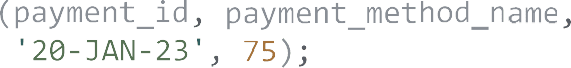 (payment_id, payment_method_name,
'20-JAN-23', 75);